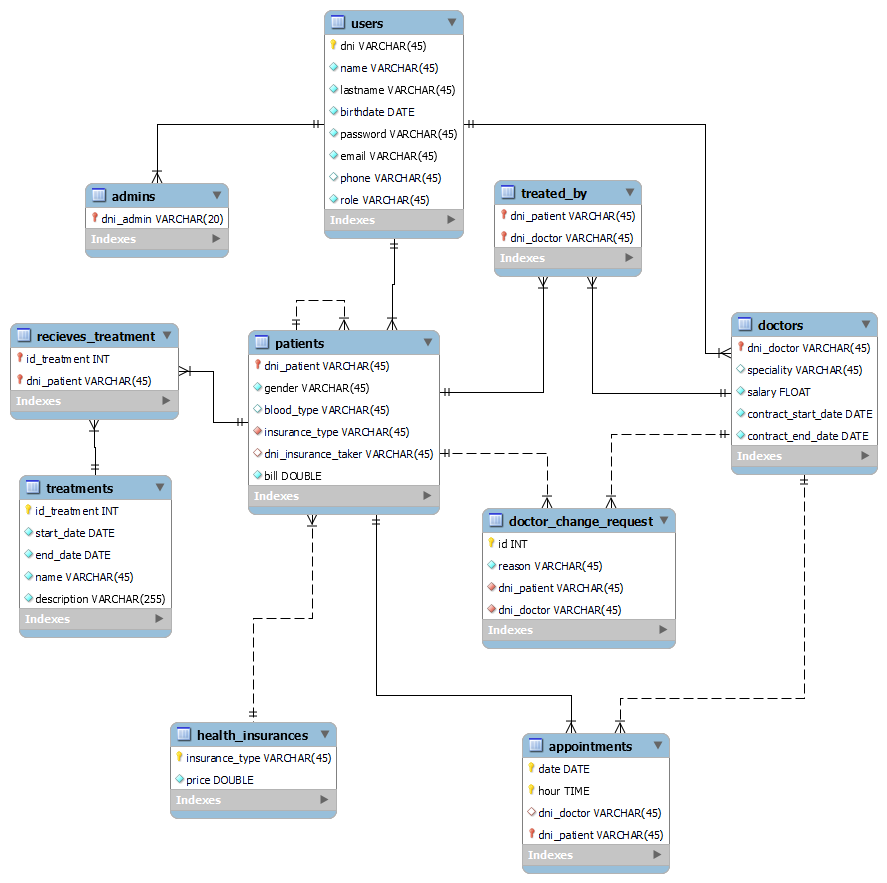 users
dni VARCHAR(45)
name VARCHAR(45)
lastname VARCHAR(45)
birthdate DATE
password VARCHAR(45)
email VARCHAR(45)
phone VARCHAR(45)
role VARCHAR(45)
Indexes
admins
dni_admin VARCHAR(20)
Indexes
treated_by
dni_patient VARCHAR(45)
dni_doctor VARCHAR(45)
Indexes
recieves_treatment
id_treatment INT
dni_patient VARCHAR(45)
Indexes
patients
dni_patient VARCHAR(45)
gender VARCHAR(45)
blood_type VARCHAR(45)
insurance_type VARCHAR(45)
dni_insurance_taker VARCHAR(45)
bill DOUBLE
Indexes
doctors
dni_doctor VARCHAR(45)
speciality VARCHAR(45)
salary FLOAT
contract_start_date DATE
contract_end_date DATE
Indexes
treatments
id_treatment INT
start_date DATE
end_date DATE
name VARCHAR(45)
description VARCHAR(255)
Indexes
doctor_change_request
id INT
reason VARCHAR(45)
dni_patient VARCHAR(45)
dni_doctor VARCHAR(45)
Indexes
health_insurances
insurance_type VARCHAR(45)
price DOUBLE
Indexes
appointments
date DATE
hour TIME
dni_doctor VARCHAR(45)
dni_patient VARCHAR(45)
Indexes